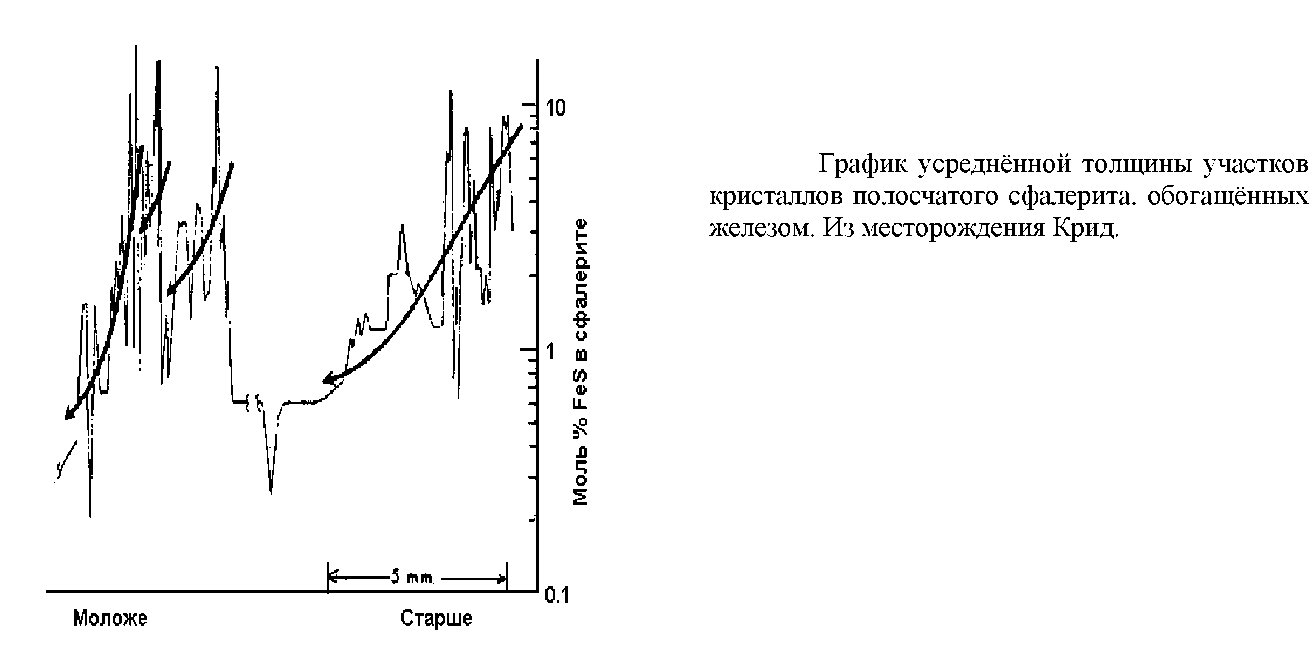 10
График усреднённой толщины участков
кристаллов полосчатого сфалерита. обогащённых
железом. Из месторождения Крид.
Моль % FeS в сфалерите
1
5 mm
0.1
Моложе
Старше